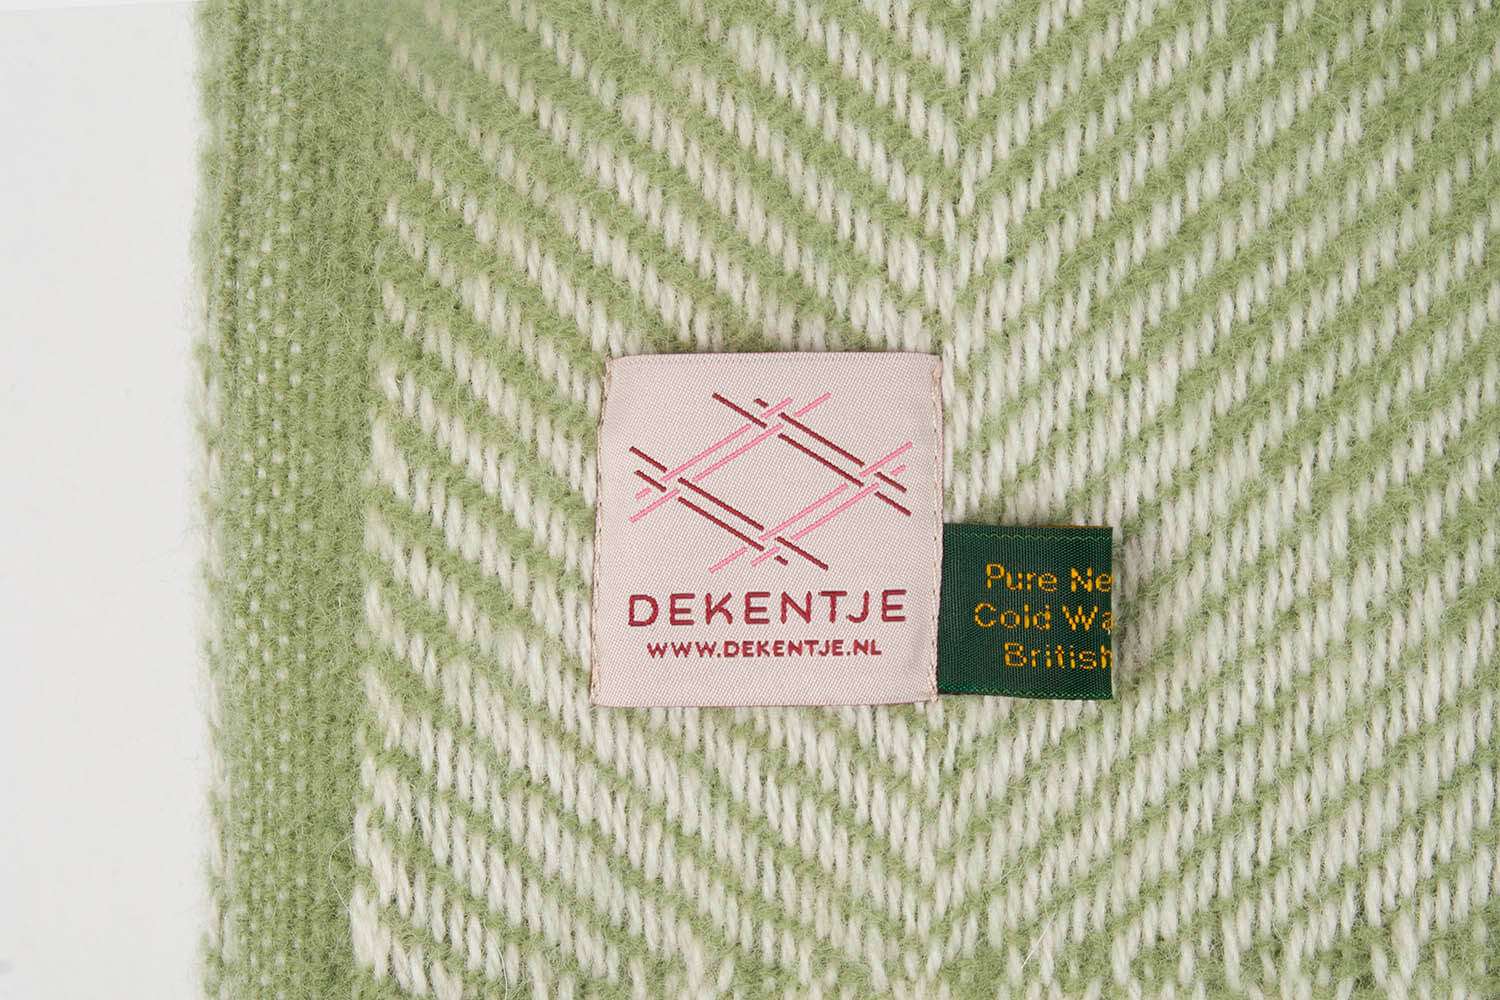 DEKENTJE
WWW.DEKENTJE.NL
Pure Ne
Cold Wa
British